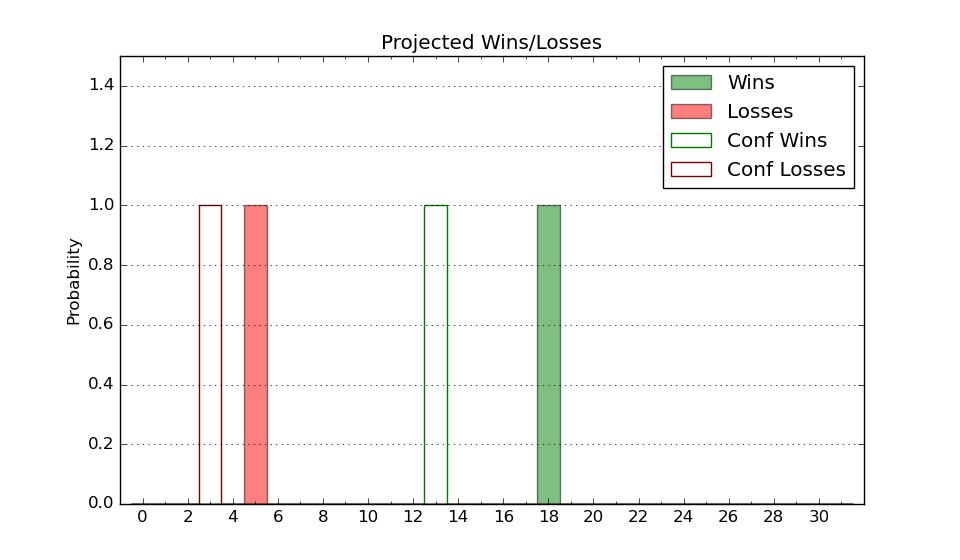 Projected Wins/Losses
Wins
Losses
Conf Wins
Conf Losses
Probability
1.4
1.2
1.0
0.8
0.6
0.4
0.2
0.0
0 2 4 6 8 10 12 14 16 18 20 22 24 26 28 30